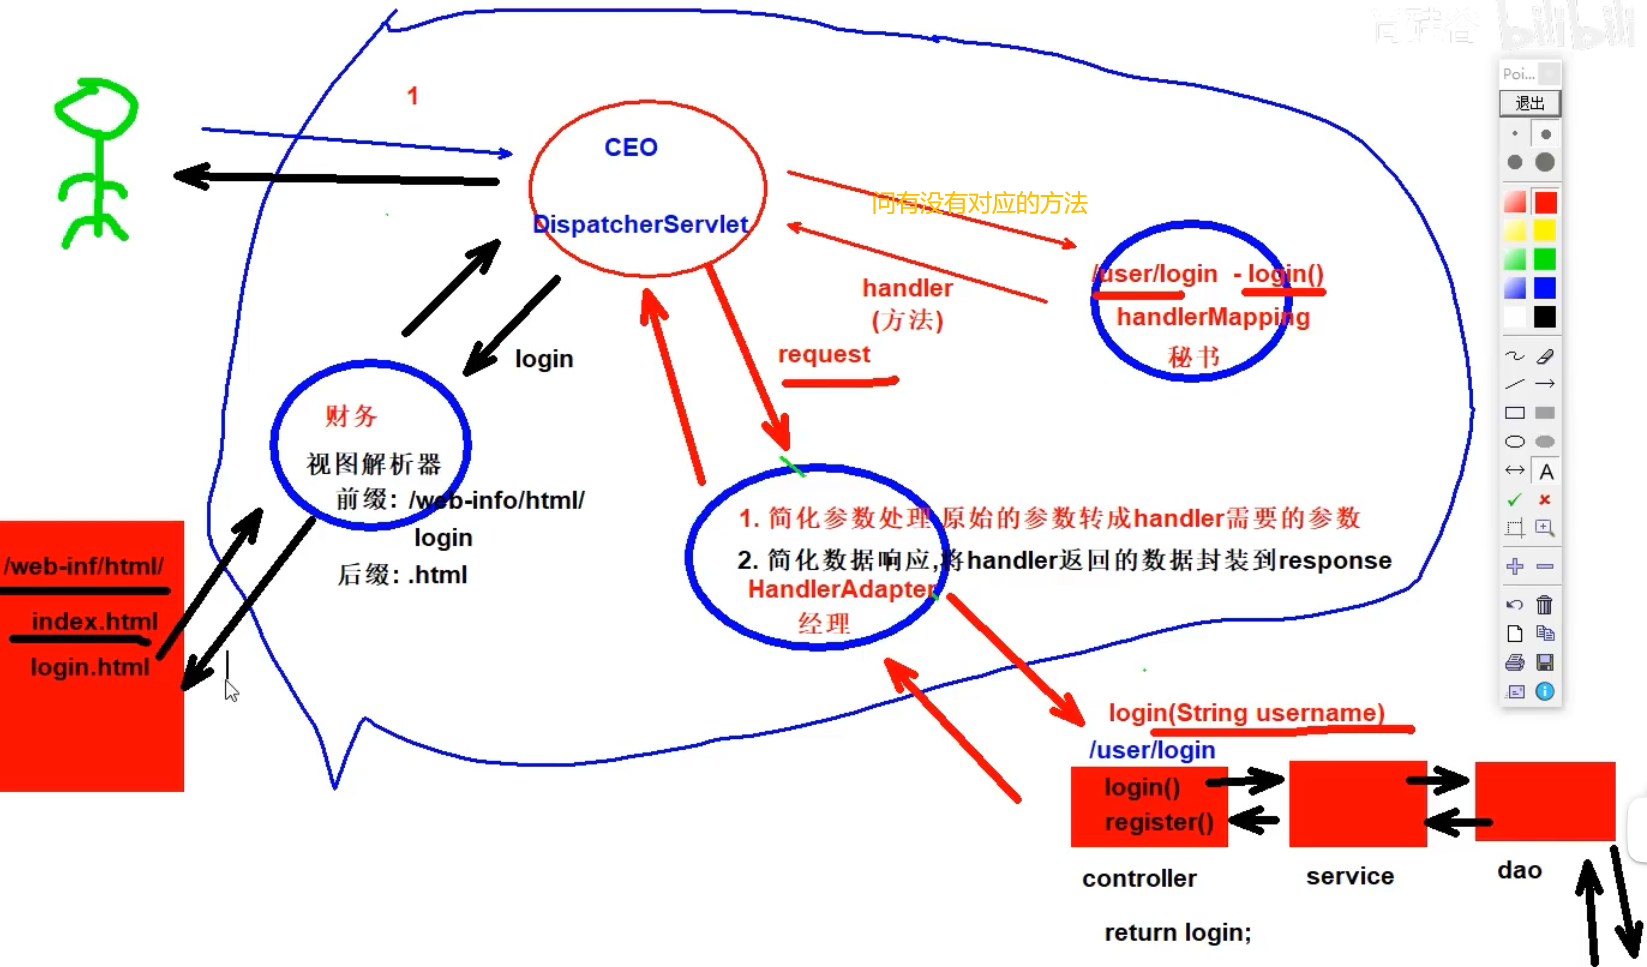 尚硅谷 bilibili
Poi...
退出
1
CEO
DispatcherServlet
问有没有对应的方法
/user/login - login()
handlerMapping
秘书
handler
(方法)
request
login
财务
视图解析器
前缀: /web-info/html/
login
后缀: .html
/web-inf/html/
index.html
login.html
1. 简化参数处理,原始的参数转成handler需要的参数
2. 简化数据响应,将handler返回的数据封装到response
HandlerAdapter
经理
A
login(String username)
/user/login
login()
register()
controller
service
dao
return login;